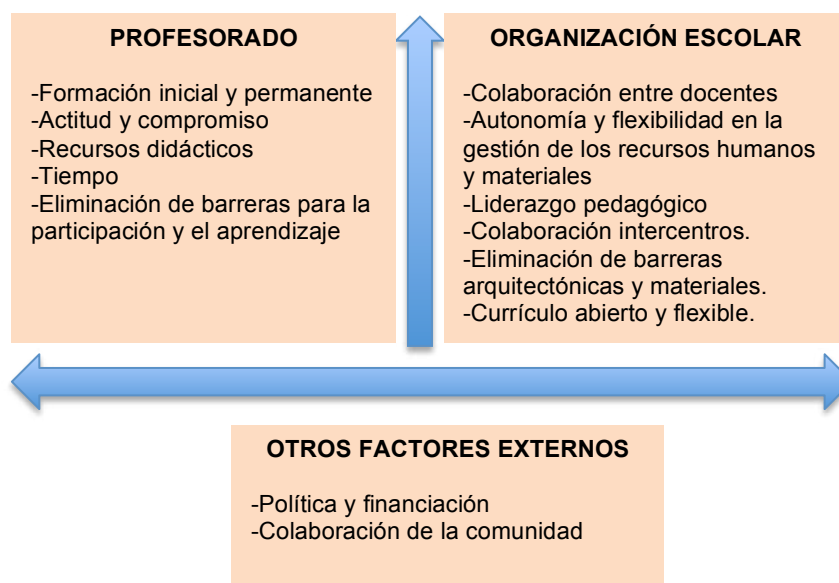 PROFESORADO
-Formación inicial y permanente
-Actitud y compromiso
-Recursos didácticos
-Tiempo
-Eliminación de barreras para la
participación y el aprendizaje
ORGANIZACIÓN ESCOLAR
-Colaboración entre docentes
-Autonomía y flexibilidad en la
gestión de los recursos humanos
y materiales
-Liderazgo pedagógico
-Colaboración intercentros.
-Eliminación de barreras
arquitectónicas y materiales.
-Currículo abierto y flexible.
OTROS FACTORES EXTERNOS
-Política y financiación
-Colaboración de la comunidad